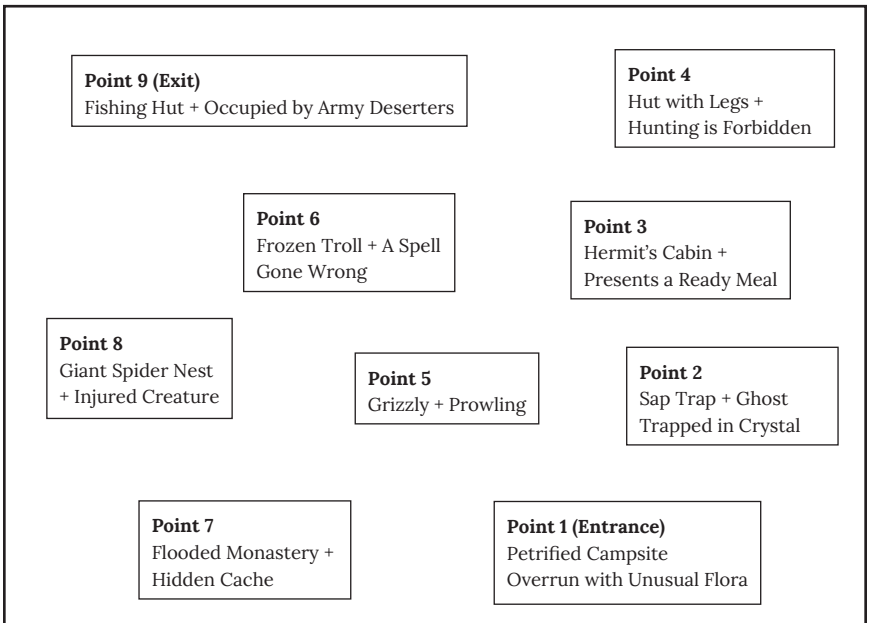 Point 9 (Exit)
Fishing Hut + Occupied by Army Deserters
Point 4
Hut with Legs +
Hunting is Forbidden
Point 6
Frozen Troll + A Spell
Gone Wrong
Point 3
Hermit's Cabin +
Presents a Ready Meal
Point 8
Giant Spider Nest
+ Injured Creature
Point 5
Grizzly + Prowling
Point 2
Sap Trap + Ghost
Trapped in Crystal
Point 7
Flooded Monastery +
Hidden Cache
Point 1 (Entrance)
Petrified Campsite
Overrun with Unusual Flora